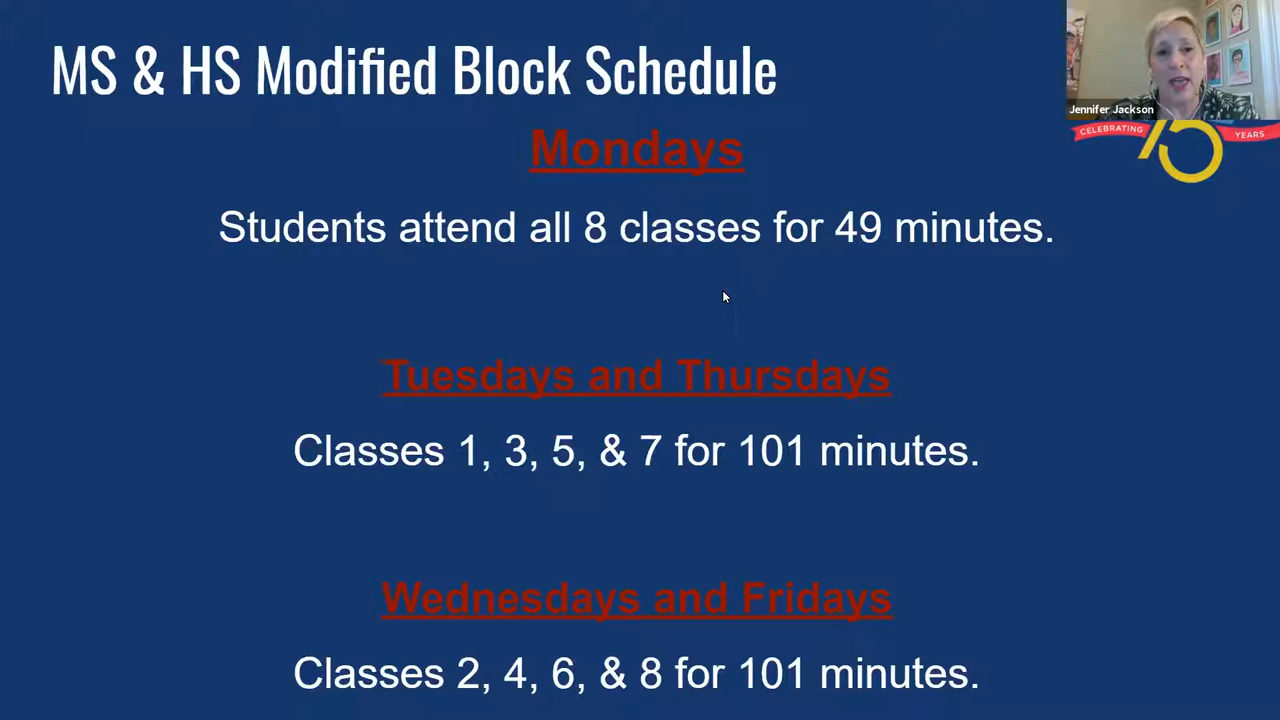 MS & HS Modified Block Schedule
Jennifer Jackson
CELEBRATING 75 YEARS
Mondays
Students attend all 8 classes for 49 minutes.
Tuesdays and Thursdays
Classes 1, 3, 5, & 7 for 101 minutes.
Wednesdays and Fridays
Classes 2, 4, 6, & 8 for 101 minutes.